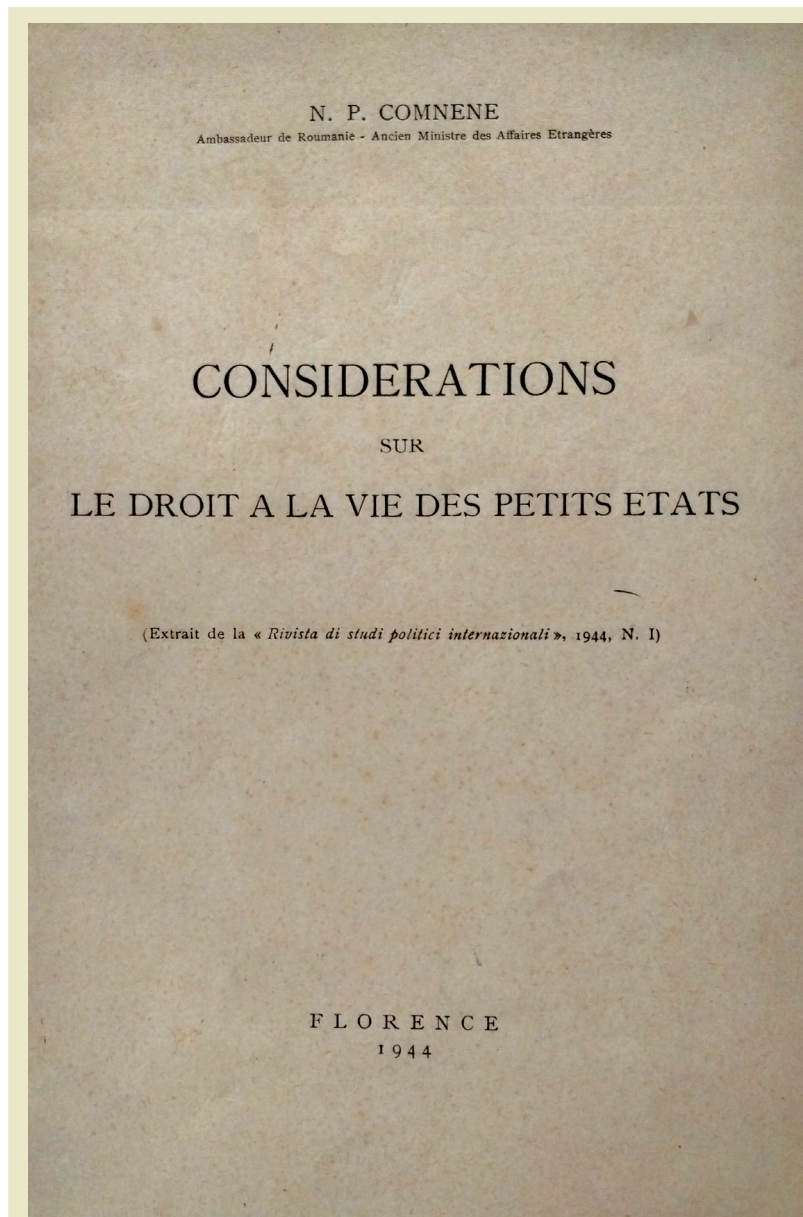 N. P. COMNENE
Ambassadeur de Roumanie - Ancien Ministre des Affaires Etrangères
CONSIDERATIONS
SUR
LE DROIT A LA VIE DES PETITS ETATS
(Extrait de la « Rivista di studi politici internazionali », 1944, N. I)
FLORENCE
1944